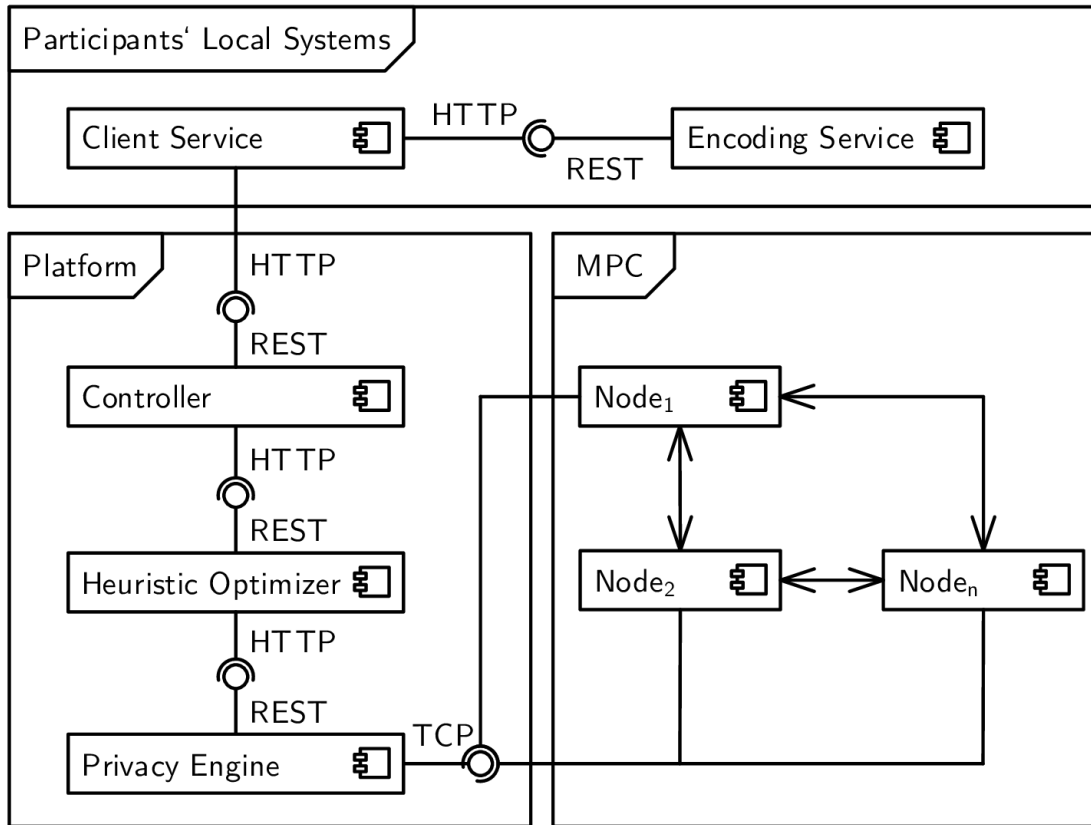 Participants‘ Local Systems
Client Service
HTTP
REST
Encoding Service
Platform
HTTP
REST
Controller
HTTP
REST
Heuristic Optimizer
HTTP
REST
Privacy Engine
TCP
MPC
Node₁
Node₂
Nodeₙ